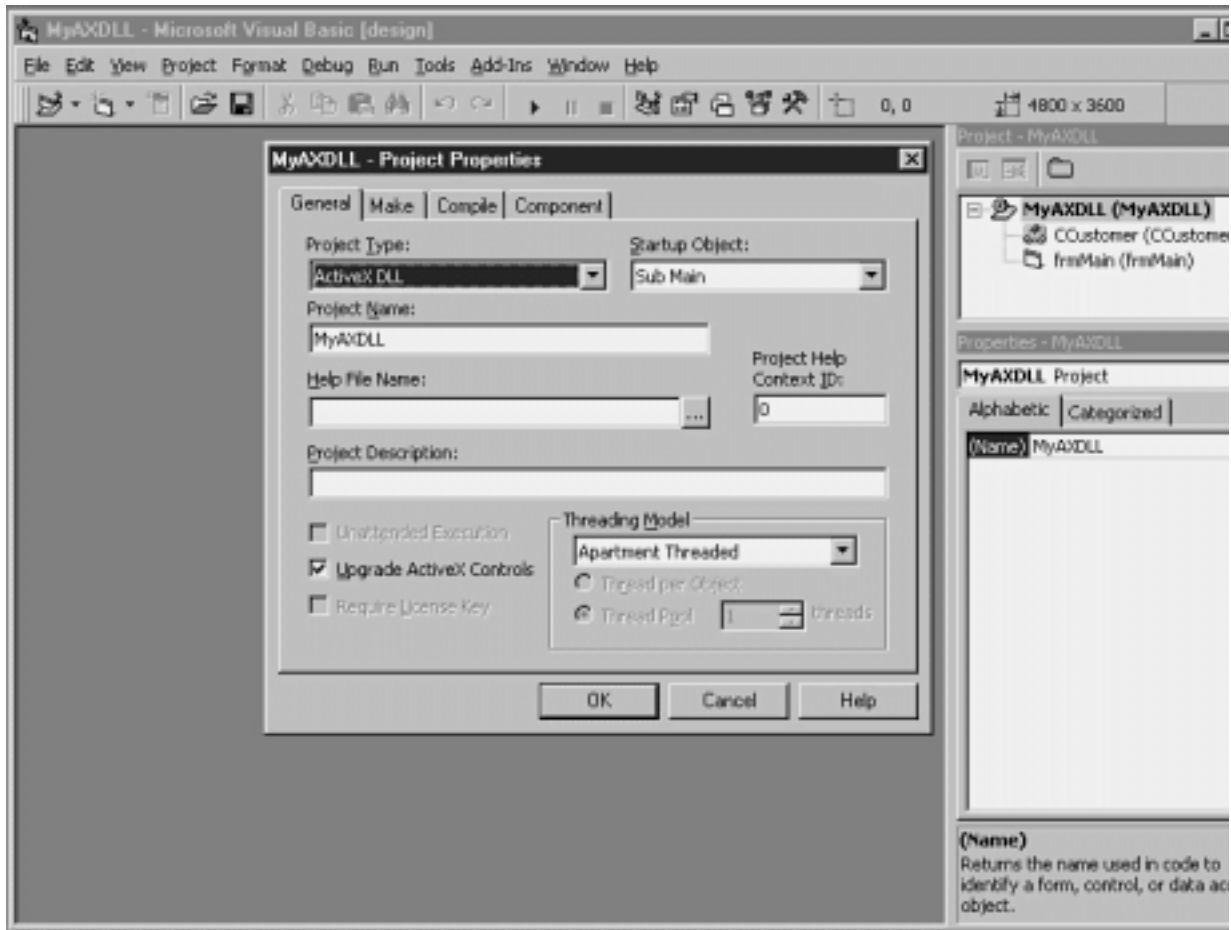 MyAXDLL - Microsoft Visual Basic [design]
File Edit View Project Format Debug Run Tools Add-Ins Window Help
0, 0
4800 x 3600
MyAXDLL - Project Properties
General Make Compile Component
Project Type:
ActiveX DLL
Startup Object:
Sub Main
Project Name:
MyAXDLL
Help File Name:
...
Project Help
Context ID:
0
Project Description:
Unattended Execution
Upgrade ActiveX Controls
Require License Key
Threading Model
Apartment Threaded
Thread per Object
Thread Pool 1 threads
OK Cancel Help
Project - MyAXDLL
MyAXDLL (MyAXDLL)
CCustomer (CCustome
frmMain (frmMain)
Properties - MyAXDLL
MyAXDLL Project
Alphabetic Categorized
(Name) MyAXDLL
(Name)
Returns the name used in code to
identify a form, control, or data ac
object.